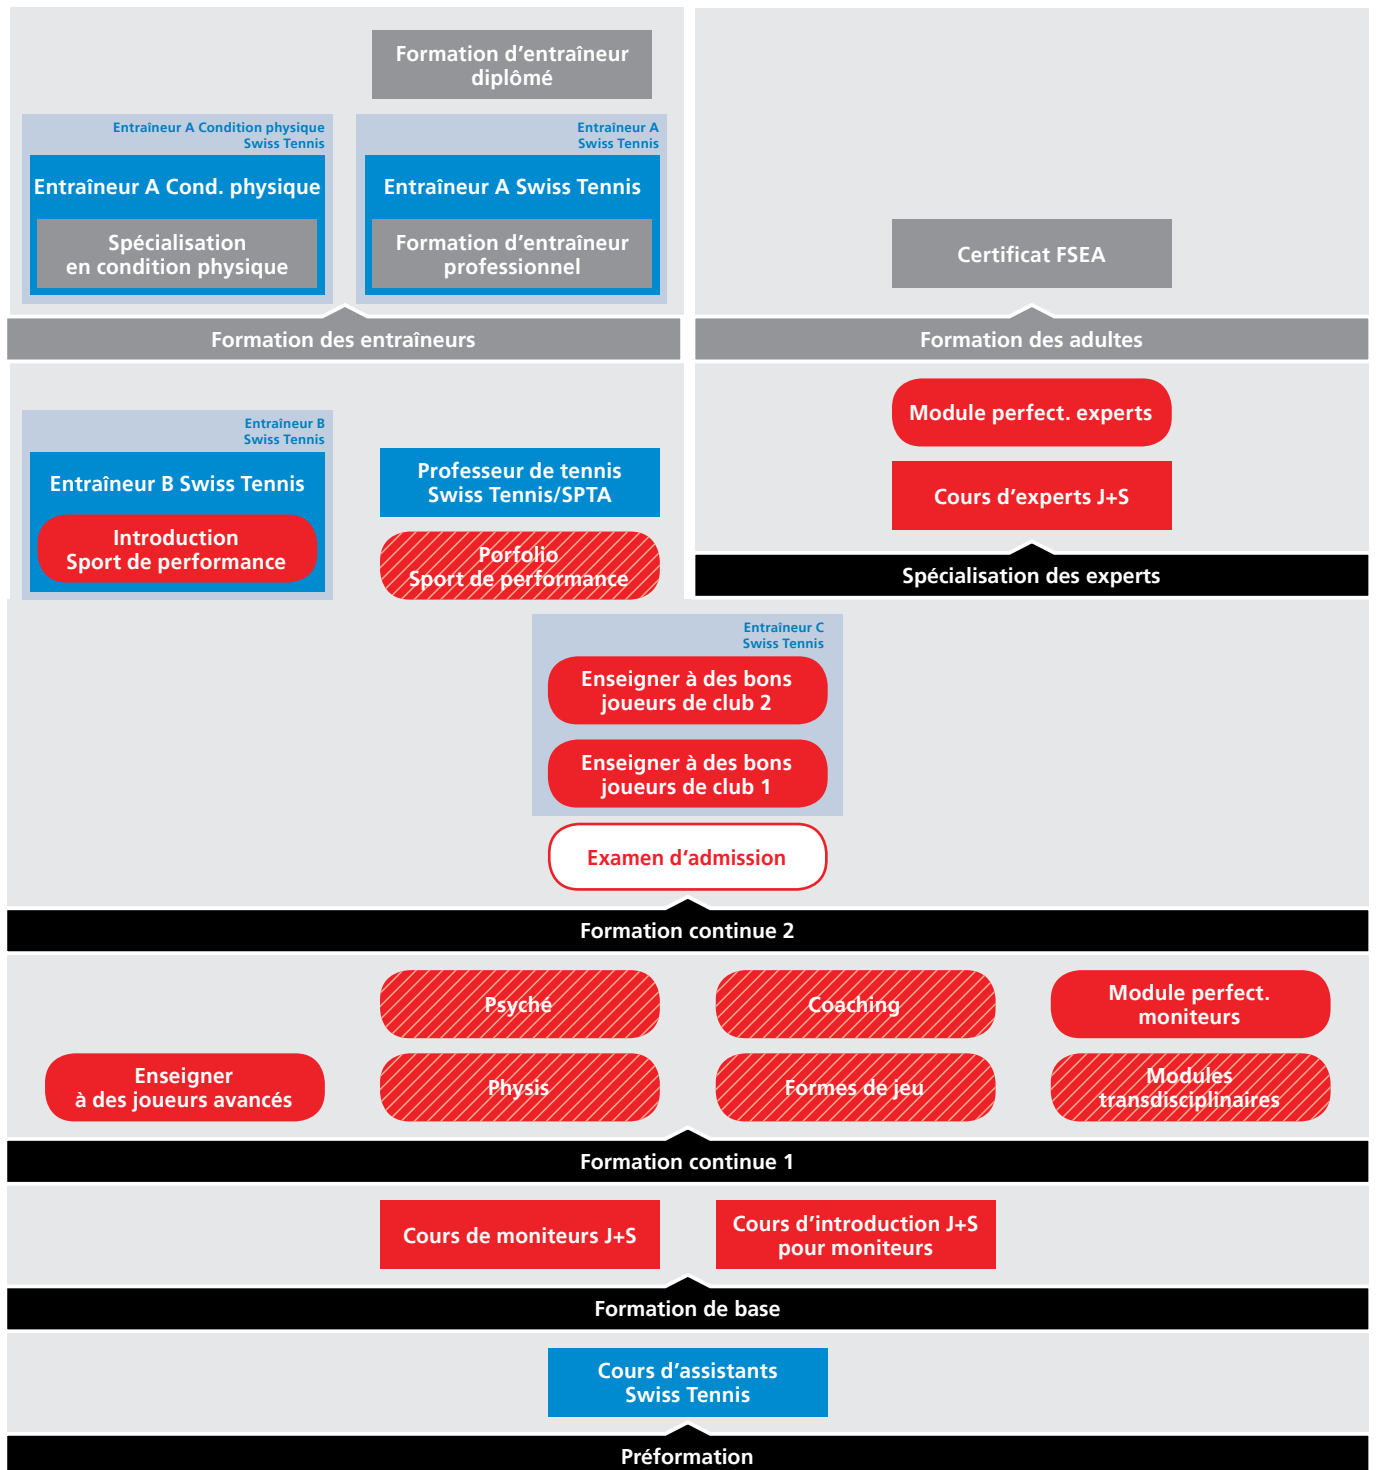 Formation d’entraîneur
diplômé
Entraîneur A Condition physique
Swiss Tennis
Entraîneur A Cond. physique
Spécialisation
en condition physique
Entraîneur A
Swiss Tennis
Entraîneur A Swiss Tennis
Formation d’entraîneur
professionnel
Certificat FSEA
Formation des entraîneurs
Formation des adultes
Entraîneur B
Swiss Tennis
Entraîneur B Swiss Tennis
Introduction
Sport de performance
Professeur de tennis
Swiss Tennis/SPTA
Porfolio
Sport de performance
Module perfect. experts
Cours d’experts J+S
Spécialisation des experts
Entraîneur C
Swiss Tennis
Enseigner à des bons
joueurs de club 2
Enseigner à des bons
joueurs de club 1
Examen d‘admission
Formation continue 2
Psyché
Coaching
Module perfect.
moniteurs
Enseigner
à des joueurs avancés
Physis
Formes de jeu
Modules
transdisciplinaires
Formation continue 1
Cours de moniteurs J+S
Cours d’introduction J+S
pour moniteurs
Formation de base
Cours d’assistants
Swiss Tennis
Préformation